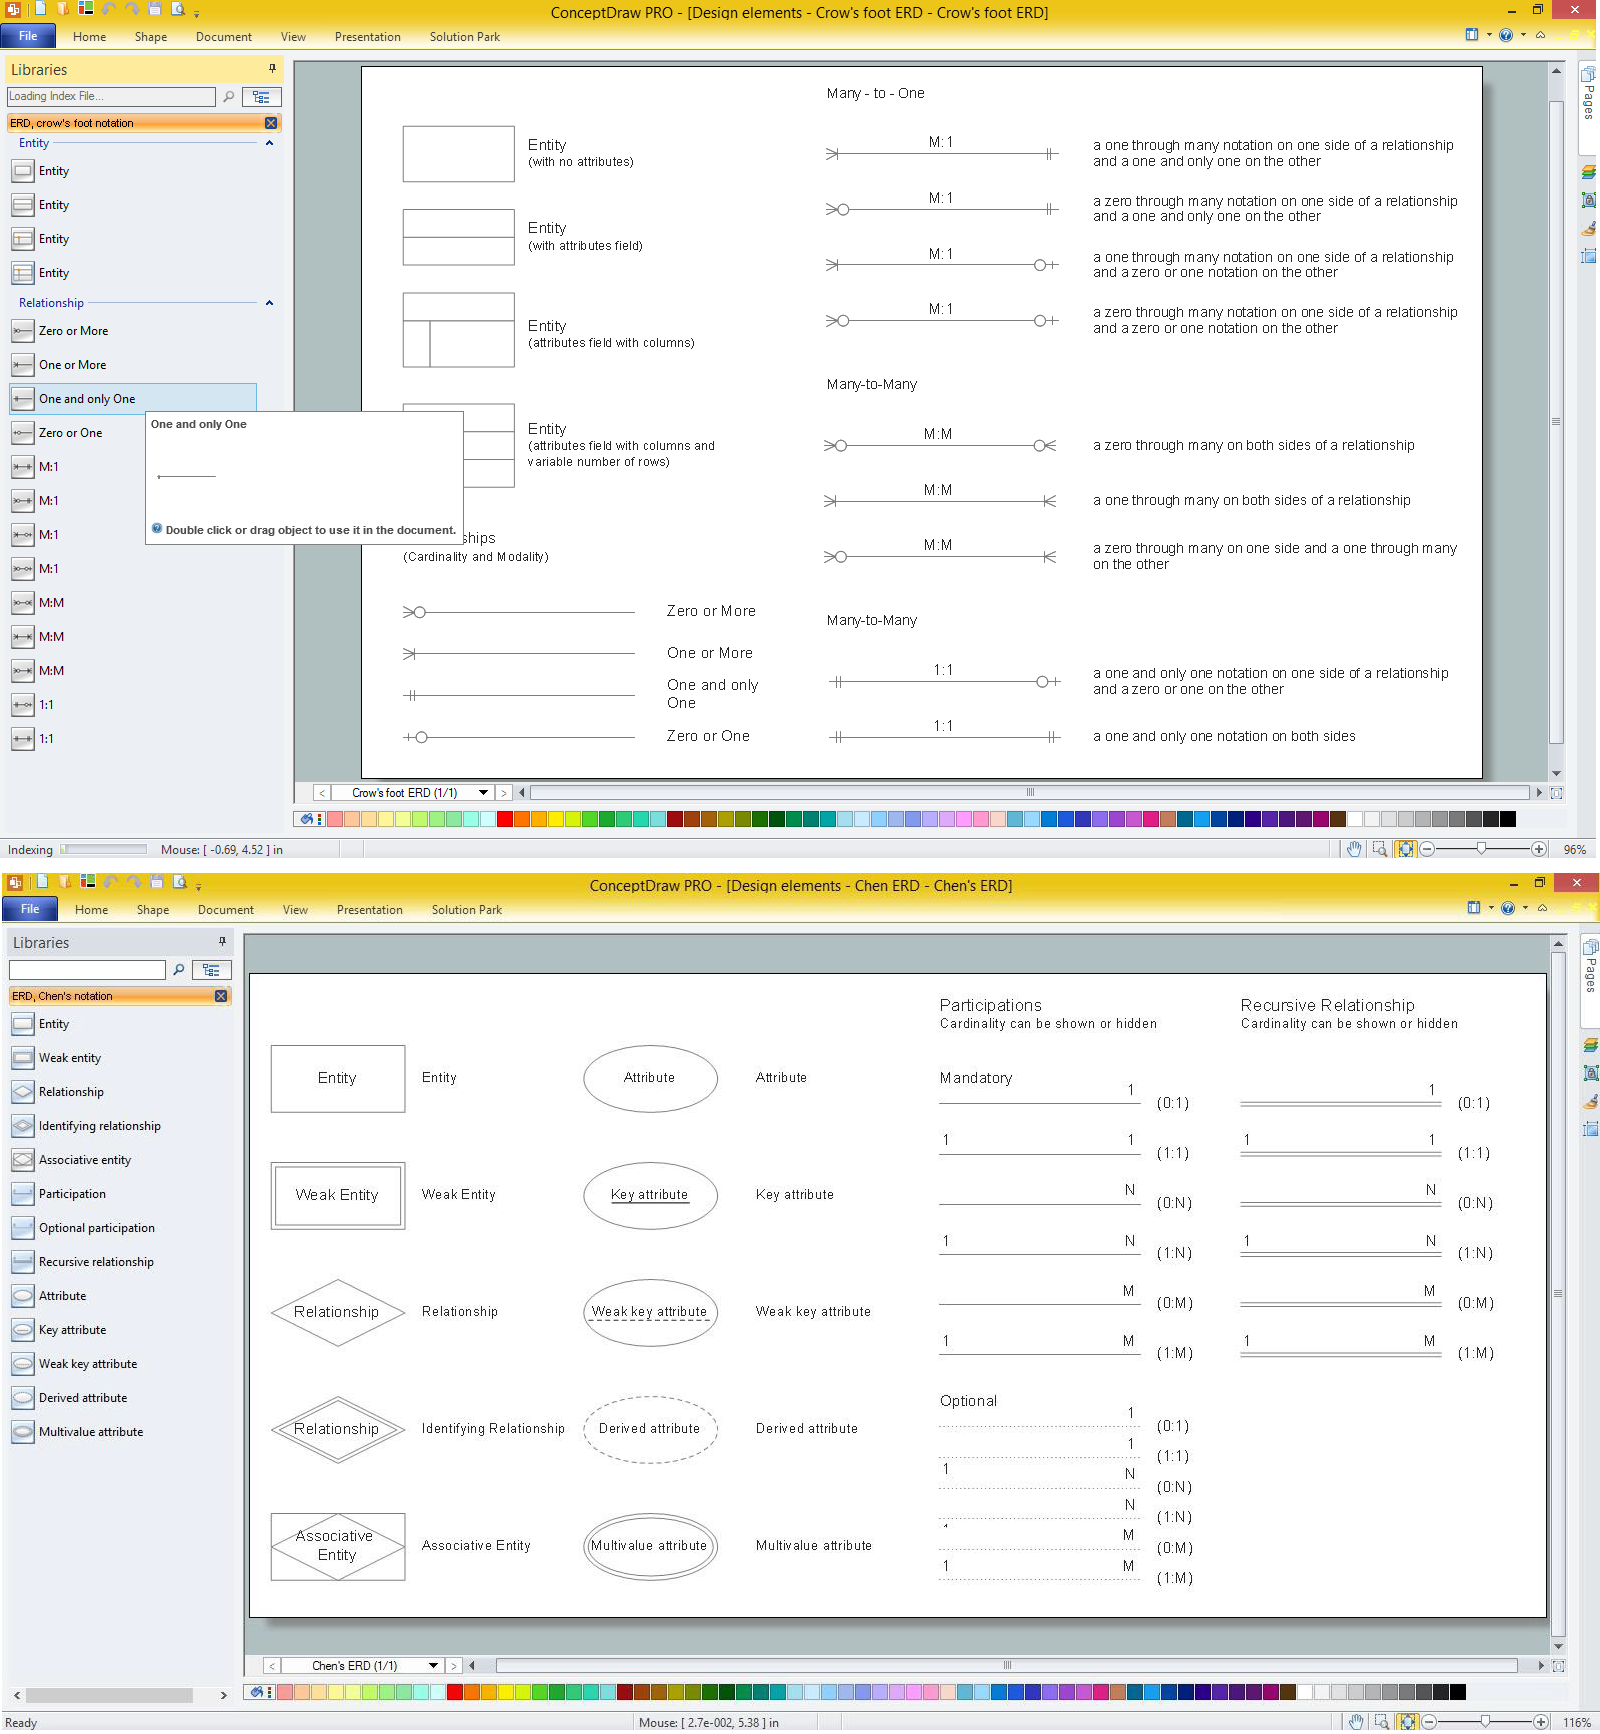 ConceptDraw PRO - [Design elements - Crow's foot ERD - Crow's foot ERD]
File Home Shape Document View Presentation Solution Park
Libraries
Loading Index File...
ERD, crow's foot notation
Entity
Entity
Entity
Entity
Entity
Relationship
Zero or More
One or More
One and only One
Zero or One
M:1
M:1
M:1
M:1
M:M
M:M
M:M
1:1
1:1
One and only One
Double click or drag object to use it in the document.
Entity
(with no attributes)
Entity
(with attributes field)
Entity
(attributes field with columns)
Entity
(attributes field with columns and
variable number of rows)
ships
(Cardinality and Modality)
Zero or More
One or More
One and only
One
Zero or One
Many - to - One
M:1
a one through many notation on one side of a relationship
and a one and only one on the other
M:1
a zero through many notation on one side of a relationship
and a one and only one on the other
M:1
a one through many notation on one side of a relationship
and a zero or one notation on the other
M:1
a zero through many notation on one side of a relationship
and a zero or one notation on the other
Many-to-Many
M:M
a zero through many on both sides of a relationship
M:M
a one through many on both sides of a relationship
M:M
a zero through many on one side and a one through many
on the other
Many-to-Many
1:1
a one and only one notation on one side of a relationship
and a zero or one on the other
1:1
a one and only one notation on both sides
Pages
Crow's foot ERD (1/1)
Indexing Mouse: [ -0.69, 4.52 ] in 96%
ConceptDraw PRO - [Design elements - Chen ERD - Chen's ERD]
File Home Shape Document View Presentation Solution Park
Libraries
ERD, Chen's notation
Entity
Weak entity
Relationship
Identifying relationship
Associative entity
Participation
Optional participation
Recursive relationship
Attribute
Key attribute
Weak key attribute
Derived attribute
Multivalue attribute
Entity Entity
Weak Entity Weak Entity
Relationship Relationship
Relationship Identifying Relationship
Associative
Entity
Associative Entity
Attribute Attribute
Key attribute Key attribute
Weak key attribute Weak key attribute
Derived attribute Derived attribute
Multivalue attribute Multivalue attribute
Participations
Cardinality can be shown or hidden
Mandatory
1 (0:1)
1 1 (1:1)
N (0:N)
1 N (1:N)
M (0:M)
1 M (1:M)
Optional
1 (0:1)
1 (1:1)
1 N (0:N)
N (1:N)
M (0:M)
1 M (1:M)
Recursive Relationship
Cardinality can be shown or hidden
1 (0:1)
1 1 (1:1)
N (0:N)
1 N (1:N)
M (0:M)
1 M (1:M)
Pages
Chen's ERD (1/1)
Ready Mouse: [ 2.7e-002, 5.38 ] in 116%